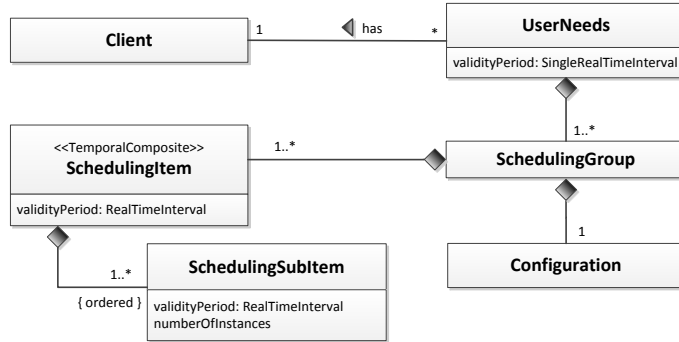 Client
1
has
*
UserNeeds
validityPeriod: SingleRealTimeInterval
1..*
<<TemporalComposite>>
SchedulingItem
validityPeriod: RealTimeInterval
1..*
SchedulingGroup
1
Configuration
1..*
{ ordered }
SchedulingSubItem
validityPeriod: RealTimeInterval
numberOfInstances